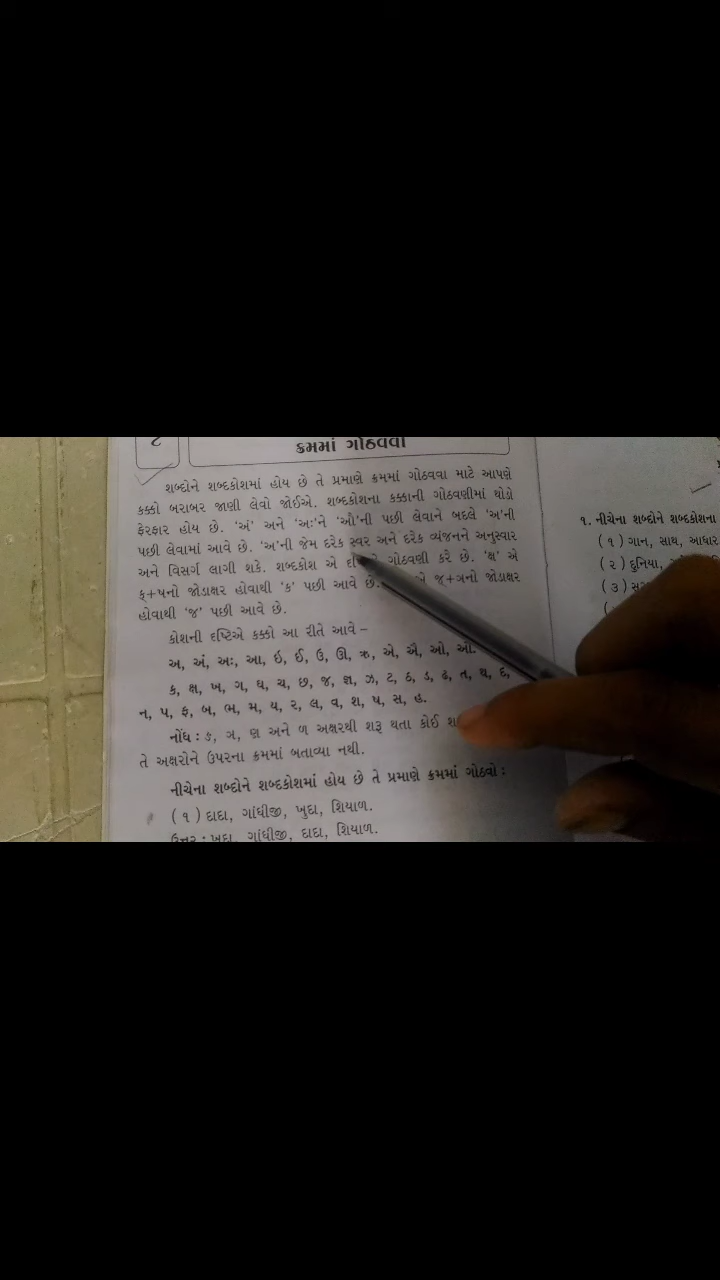 ક્રમમાં ગોઠવવા
શબ્દોને શબ્દકોશમાં હોય છે તે પ્રમાણે ક્રમમાં ગોઠવવા માટે આપણે
કક્કો બરાબર જાણી લેવો જોઈએ. શબ્દકોશના કક્કાની ગોઠવણીમાં થોડો
ફેરફાર હોય છે. ‘અં’ અને ‘અઃ’ને ‘ઔ’ની પછી લેવાને બદલે ‘અ’ની
પછી લેવામાં આવે છે. ‘અ’ની જેમ દરેક સ્વર અને દરેક વ્યંજનને અનુસ્વાર
અને વિસર્ગ લાગી શકે. શબ્દકોશ એ ગોઠવણી કરે છે. ‘ક્ષ’ એ
ક્+ષનો જોડાક્ષર હોવાથી ‘ક’ પછી આવે છે. જ્+ઞનો જોડાક્ષર
હોવાથી ‘જ’ પછી આવે છે.
કોશની દૃષ્ટિએ કક્કો આ રીતે આવે –
અ, અં, અઃ, આ, ઇ, ઈ, ઉ, ઊ, ઋ, એ, ઐ, ઓ, ઔ.
ક, ક્ષ, ખ, ગ, ઘ, ચ, છ, જ, જ્ઞ, ઝ, ટ, ઠ, ડ, ઢ, ત, થ, દ,
ન, પ, ફ, બ, ભ, મ, ય, ર, લ, વ, શ, ષ, સ, હ.
નોંધ : ઙ, ઞ, ણ અને ળ અક્ષરથી શરૂ થતા કોઈ
તે અક્ષરોને ઉપરના ક્રમમાં બતાવ્યા નથી.
નીચેના શબ્દોને શબ્દકોશમાં હોય છે તે પ્રમાણે ક્રમમાં ગોઠવો :
(૧) દાદા, ગાંધીજી, ખુદા, શિયાળ.
ઉત્તર : ખુદા, ગાંધીજી, દાદા, શિયાળ.
૧. નીચેના શબ્દોને શબ્દકોશના
(૧) ગાન, સાથ, આધાર
(૨) દુનિયા,
(૩)